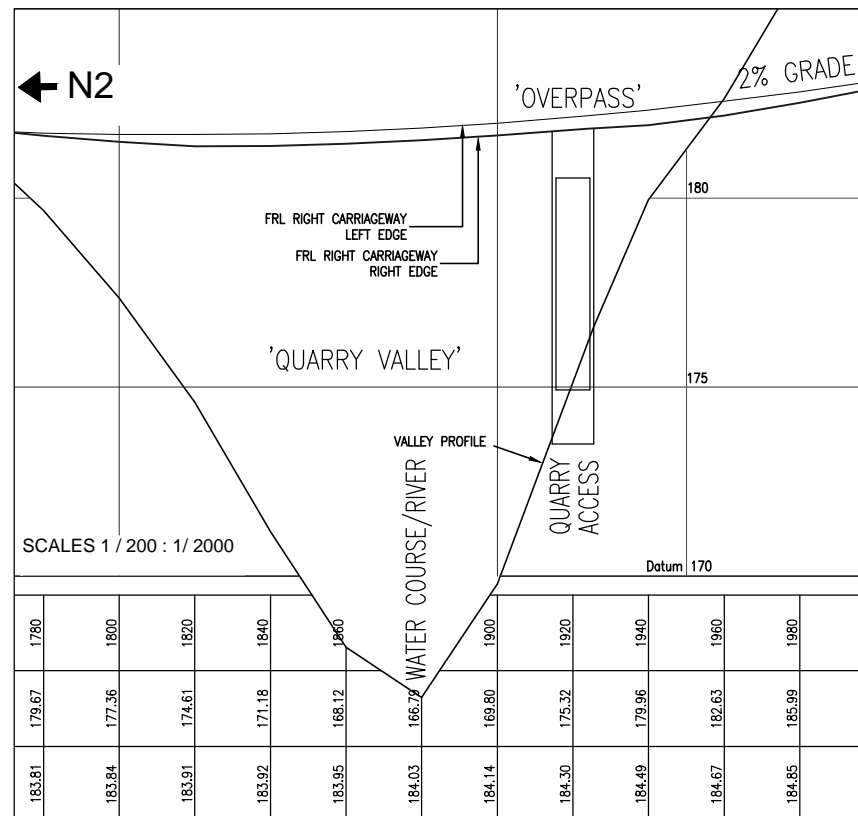 N2
'OVERPASS'
2% GRADE
FRL RIGHT CARRIAGEWAY
LEFT EDGE
FRL RIGHT CARRIAGEWAY
RIGHT EDGE
180
'QUARRY VALLEY'
175
VALLEY PROFILE
WATER COURSE/RIVER
QUARRY
ACCESS
SCALES 1 / 200 : 1/ 2000
Datum 170
1780 1800 1820 1840 1860 1900 1920 1940 1960 1980
179.67 177.36 174.61 171.18 168.12 166.79 169.80 175.32 179.96 182.63 185.99
183.81 183.84 183.91 183.92 183.95 184.03 184.14 184.30 184.49 184.67 184.85